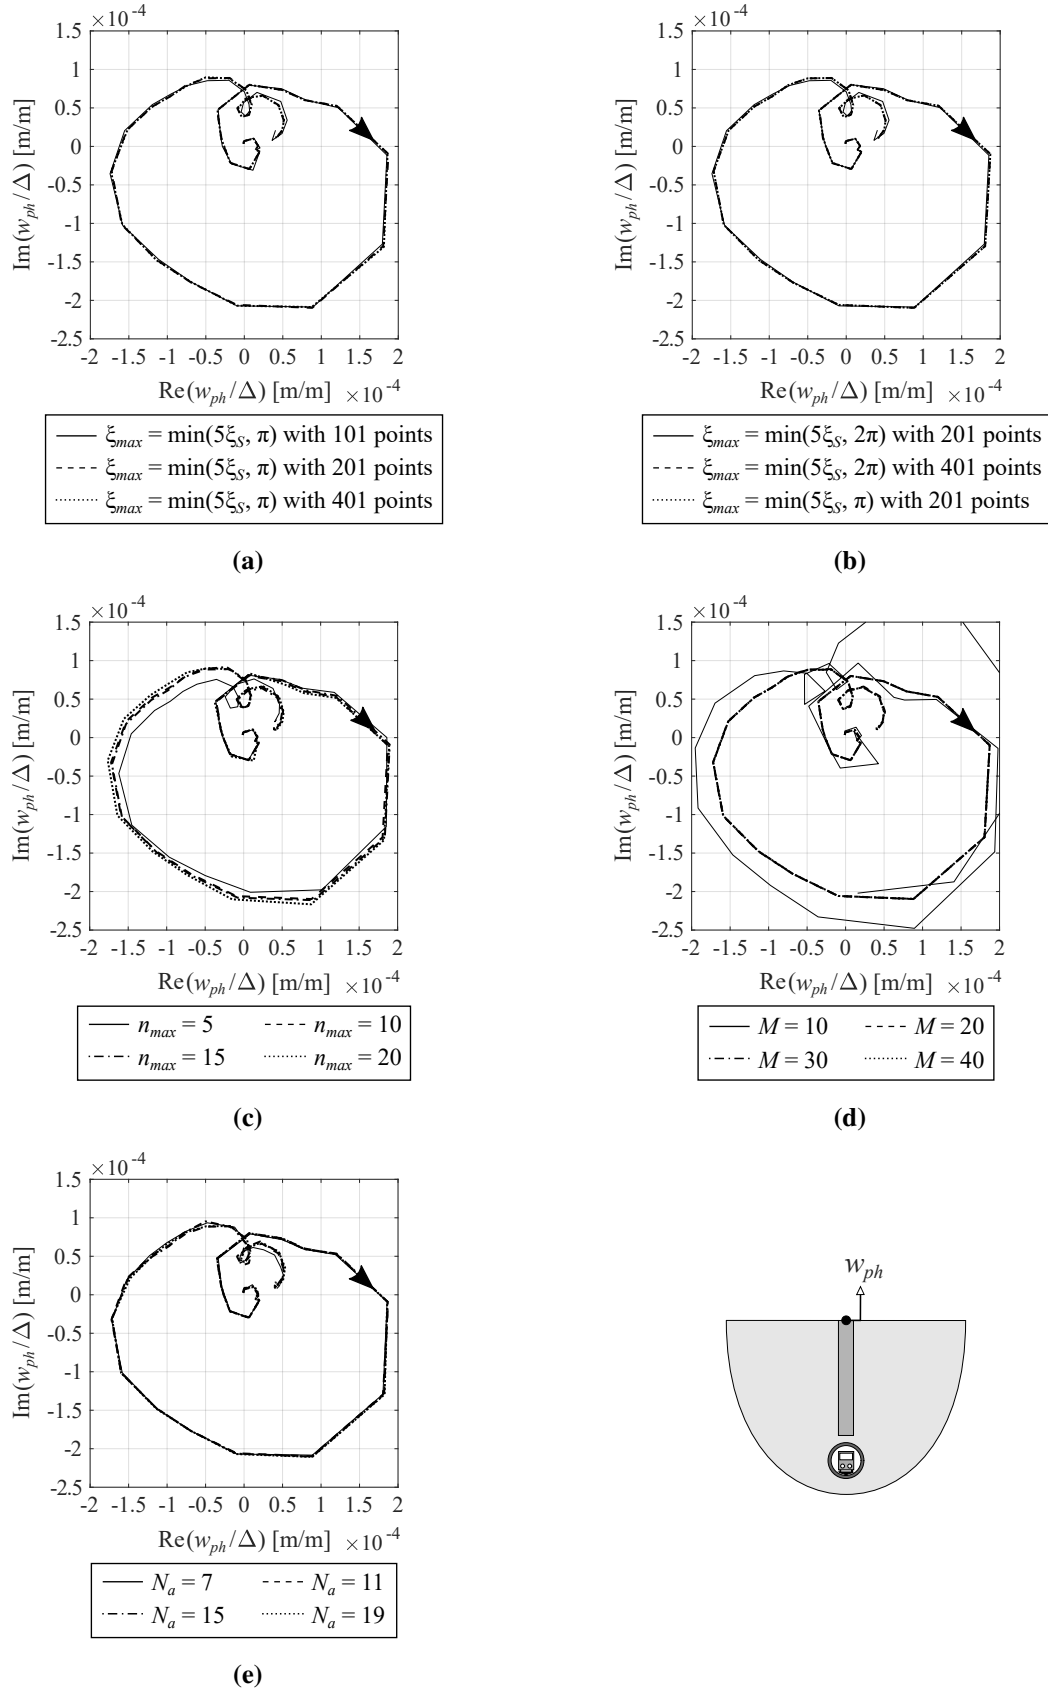 ×10⁻⁴ ×10⁻⁴
1.5 1.5
1 1
0.5 0.5
0 0
-0.5 -0.5
-1 -1
-1.5 -1.5
-2 -2
-2.5 -2.5
Im(w_ph/Δ) [m/m] Im(w_ph/Δ) [m/m]
-2 -1.5 -1 -0.5 0 0.5 1 1.5 2 -2 -1.5 -1 -0.5 0 0.5 1 1.5 2
Re(w_ph/Δ) [m/m] ×10⁻⁴ Re(w_ph/Δ) [m/m] ×10⁻⁴
ξ_max = min(5ξ_S, π) with 101 points
ξ_max = min(5ξ_S, π) with 201 points
ξ_max = min(5ξ_S, π) with 401 points
ξ_max = min(5ξ_S, 2π) with 201 points
ξ_max = min(5ξ_S, 2π) with 401 points
ξ_max = min(5ξ_S, π) with 201 points
(a) (b)
×10⁻⁴ ×10⁻⁴
1.5 1.5
1 1
0.5 0.5
0 0
-0.5 -0.5
-1 -1
-1.5 -1.5
-2 -2
-2.5 -2.5
Im(w_ph/Δ) [m/m] Im(w_ph/Δ) [m/m]
-2 -1.5 -1 -0.5 0 0.5 1 1.5 2 -2 -1.5 -1 -0.5 0 0.5 1 1.5 2
Re(w_ph/Δ) [m/m] ×10⁻⁴ Re(w_ph/Δ) [m/m] ×10⁻⁴
n_max = 5 n_max = 10
n_max = 15 n_max = 20
M = 10 M = 20
M = 30 M = 40
(c) (d)
×10⁻⁴
1.5
1
0.5
0
-0.5
-1
-1.5
-2
-2.5
Im(w_ph/Δ) [m/m]
-2 -1.5 -1 -0.5 0 0.5 1 1.5 2
Re(w_ph/Δ) [m/m] ×10⁻⁴
N_a = 7 N_a = 11
N_a = 15 N_a = 19
(e)
w_ph